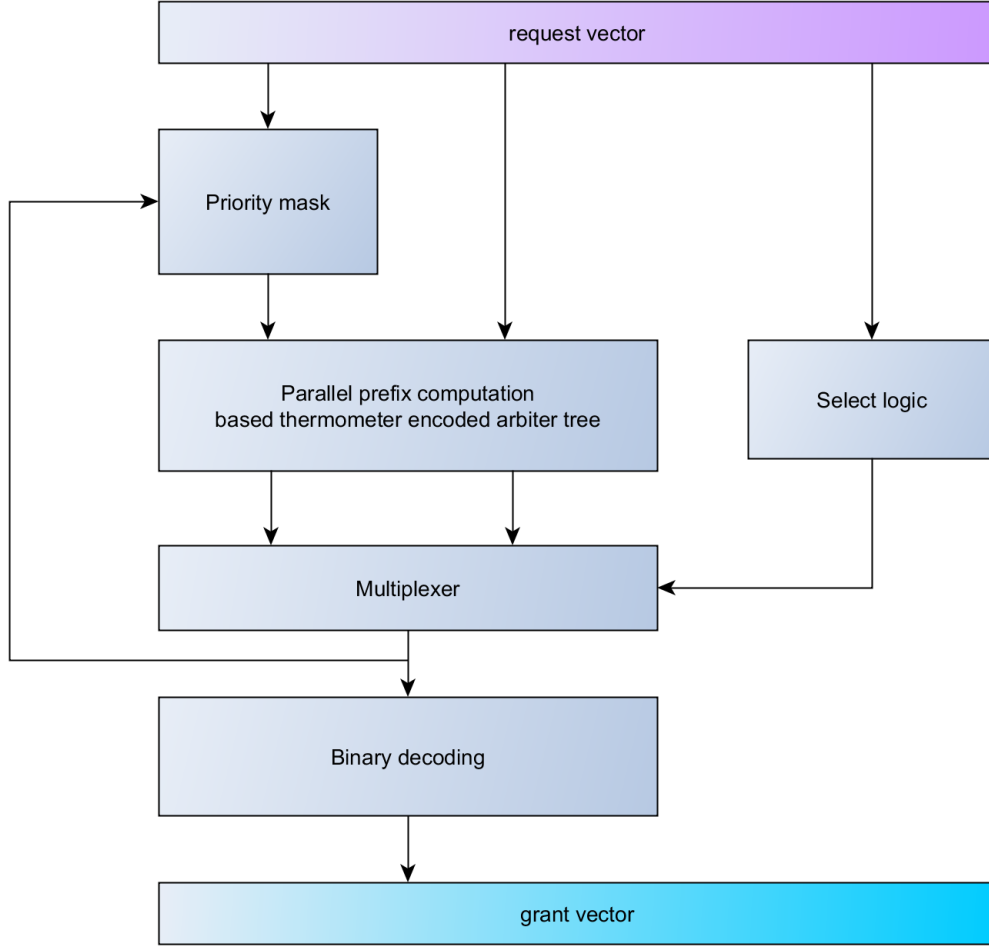 request vector
Priority mask
Parallel prefix computation
based thermometer encoded arbiter tree
Select logic
Multiplexer
Binary decoding
grant vector